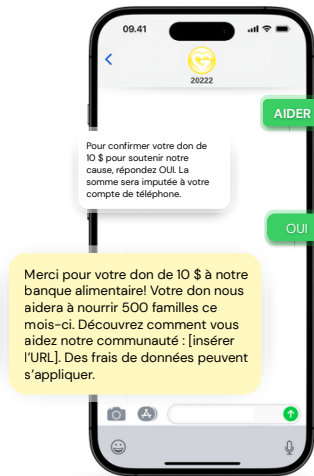 09.41
20222
AIDER
Pour confirmer votre don de
10 $ pour soutenir notre
cause, répondez OUI. La
somme sera imputée à votre
compte de téléphone.
OUI
Merci pour votre don de 10 $ à notre
banque alimentaire! Votre don nous
aidera à nourrir 500 familles ce
mois-ci. Découvrez comment vous
aidez notre communauté : [insérer
l’URL]. Des frais de données peuvent
s’appliquer.